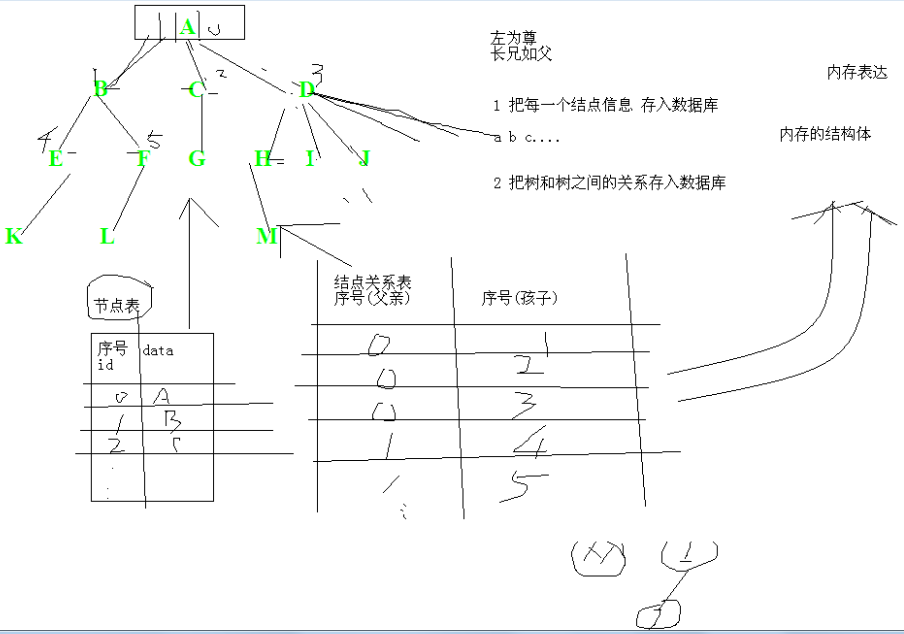 A 0
左为尊
长兄如父
内存表达
1 2 3
B C D
1 把每一个结点信息 存入数据库
a b c....
内存的结构体
4 5
E F G H I J
2 把树和树之间的关系存入数据库
K L M
节点表
结点关系表
序号(父亲) 序号(孩子)
序号 data
id
0 1
0 2
0 A
0 3
1 B
1 4
2 C
1 5